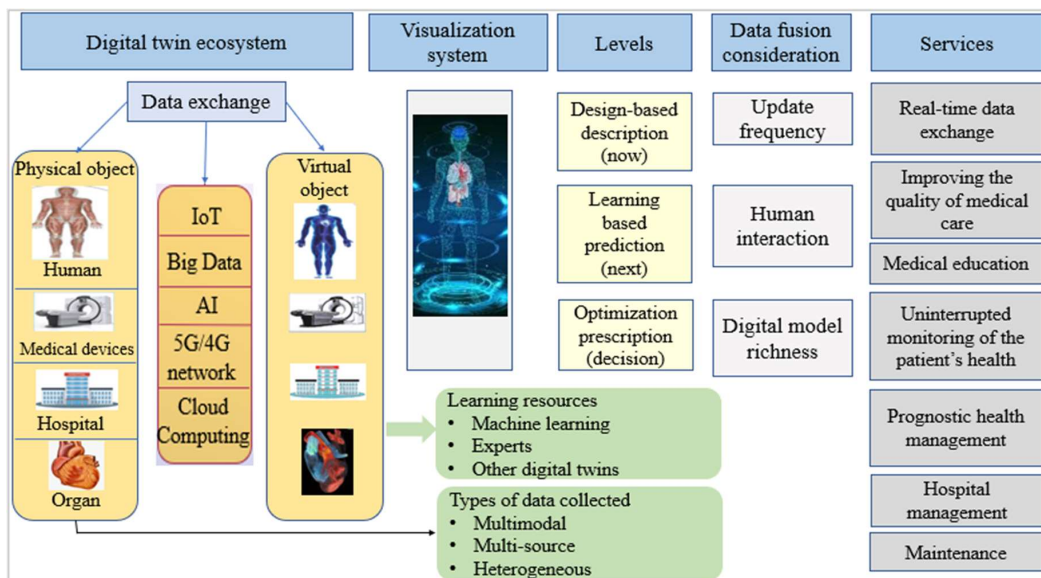 Digital twin ecosystem
Visualization
system
Levels
Data fusion
consideration
Services
Data exchange
Physical object
Human
Medical devices
Hospital
Organ
IoT
Big Data
AI
5G/4G
network
Cloud
Computing
Virtual
object
Design-based
description
(now)
Learning
based
prediction
(next)
Optimization
prescription
(decision)
Update
frequency
Human
interaction
Digital model
richness
Real-time data
exchange
Improving the
quality of medical
care
Medical education
Uninterrupted
monitoring of the
patient's health
Prognostic health
management
Hospital
management
Maintenance
Learning resources
• Machine learning
• Experts
• Other digital twins
Types of data collected
• Multimodal
• Multi-source
• Heterogeneous